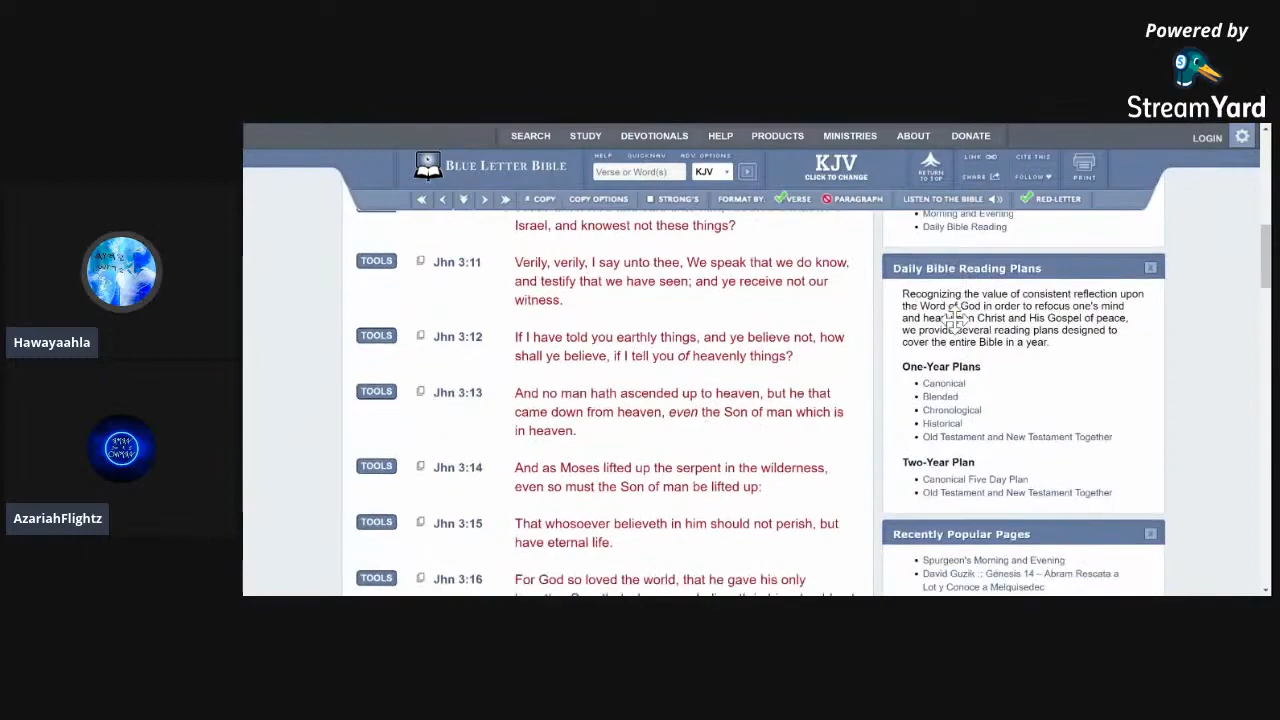 Powered by
StreamYard
SEARCH STUDY DEVOTIONALS HELP PRODUCTS MINISTRIES ABOUT DONATE
LOGIN
BLUE LETTER BIBLE
HELP QUICKNAV ADV. OPTIONS
Verse or Word(s) KJV
KJV
CLICK TO CHANGE
RETURN TO TOP
LINK CITE THIS
SHARE FOLLOW
PRINT
COPY COPY OPTIONS STRONG'S FORMAT BY VERSE PARAGRAPH LISTEN TO THE BIBLE RED-LETTER
Israel, and knowest not these things?
TOOLS Jhn 3:11 Verily, verily, I say unto thee, We speak that we do know,
and testify that we have seen; and ye receive not our
witness.
TOOLS Jhn 3:12 If I have told you earthly things, and ye believe not, how
shall ye believe, if I tell you of heavenly things?
TOOLS Jhn 3:13 And no man hath ascended up to heaven, but he that
came down from heaven, even the Son of man which is
in heaven.
TOOLS Jhn 3:14 And as Moses lifted up the serpent in the wilderness,
even so must the Son of man be lifted up:
TOOLS Jhn 3:15 That whosoever believeth in him should not perish, but
have eternal life.
TOOLS Jhn 3:16 For God so loved the world, that he gave his only
Morning and Evening
Daily Bible Reading
Daily Bible Reading Plans
Recognizing the value of consistent reflection upon
the Word of God in order to refocus one's mind
and hear on Christ and His Gospel of peace,
we provide several reading plans designed to
cover the entire Bible in a year.
One-Year Plans
Canonical
Blended
Chronological
Historical
Old Testament and New Testament Together
Two-Year Plan
Canonical Five Day Plan
Old Testament and New Testament Together
Recently Popular Pages
Spurgeon's Morning and Evening
David Guzik :: Génesis 14 – Abram Rescata a
Lot y Conoce a Melquisedec
Hawayaahla
AzariahFlightz